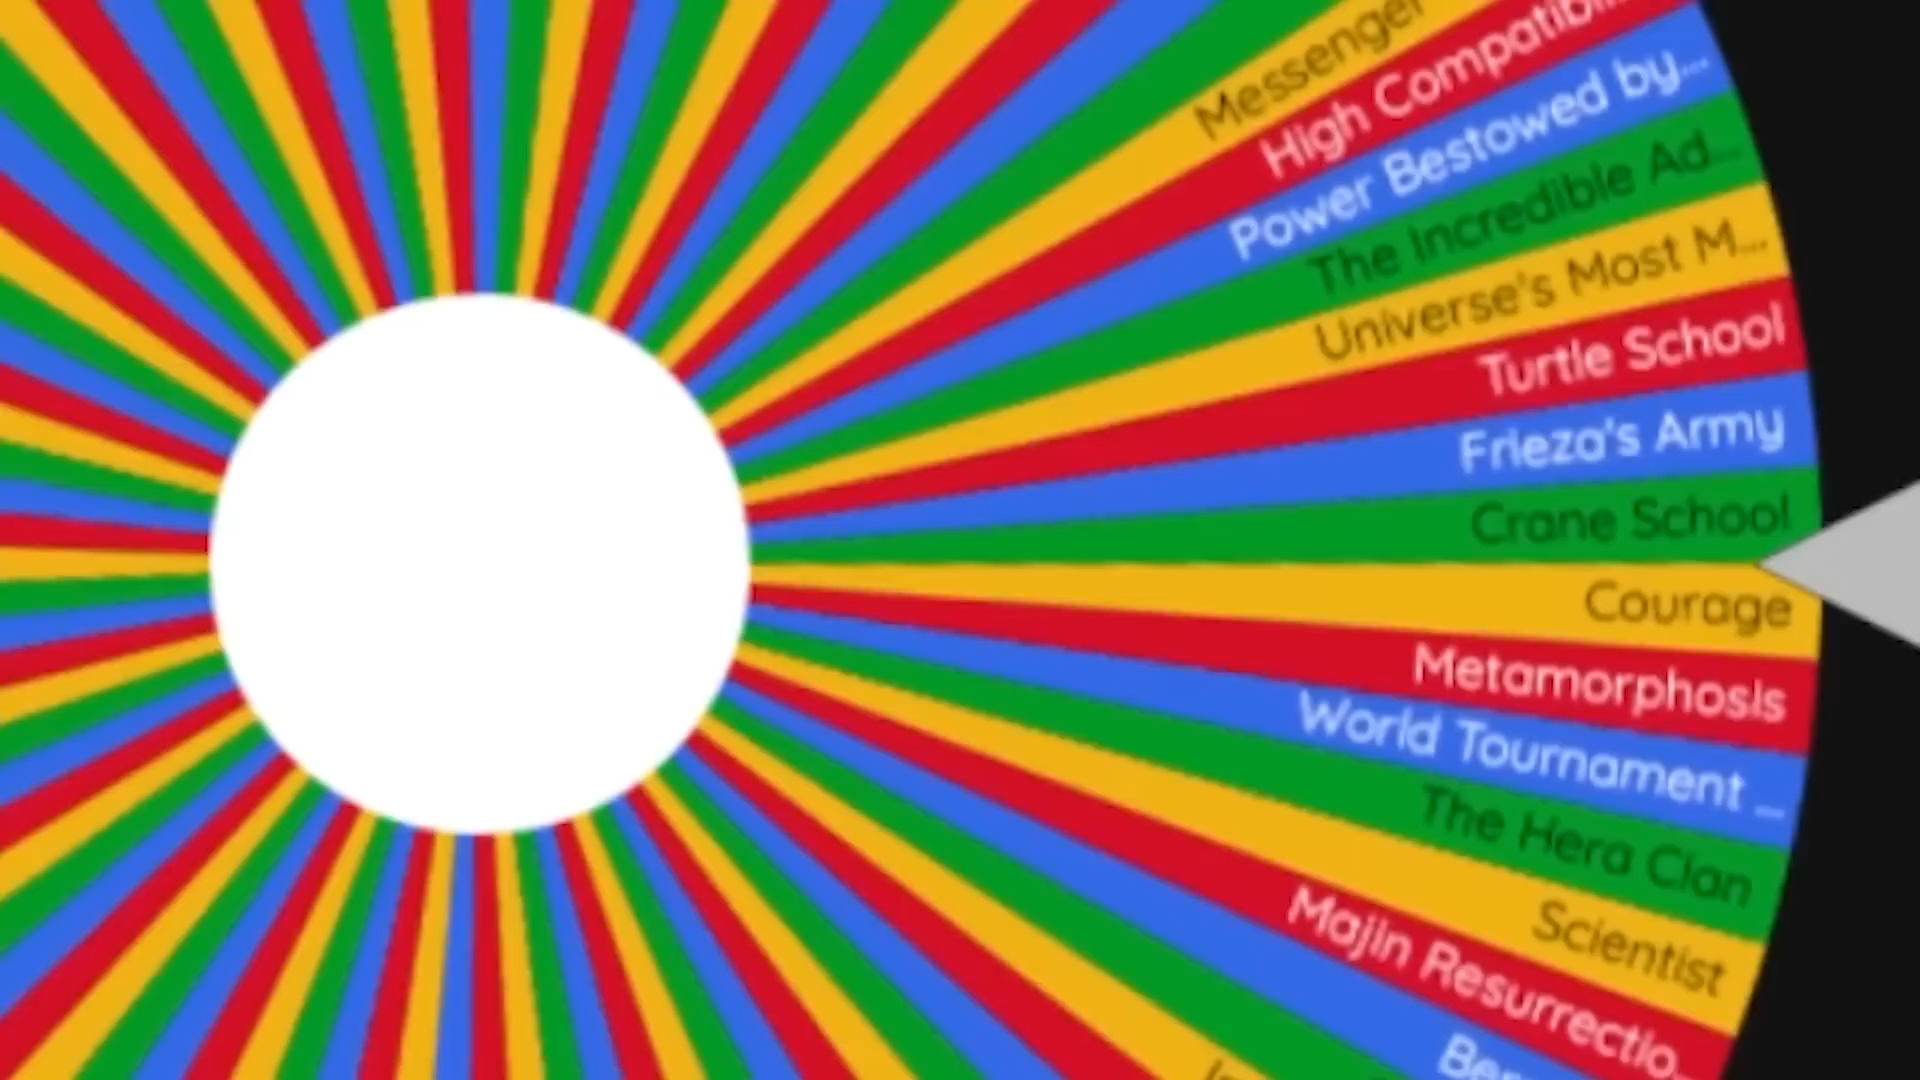 Messenger
High Compatibi...
Power Bestowed by...
The Incredible Ad...
Universe's Most M...
Turtle School
Frieza's Army
Crane School
Courage
Metamorphosis
World Tournament ...
The Hera Clan
Scientist
Majin Resurrectio...